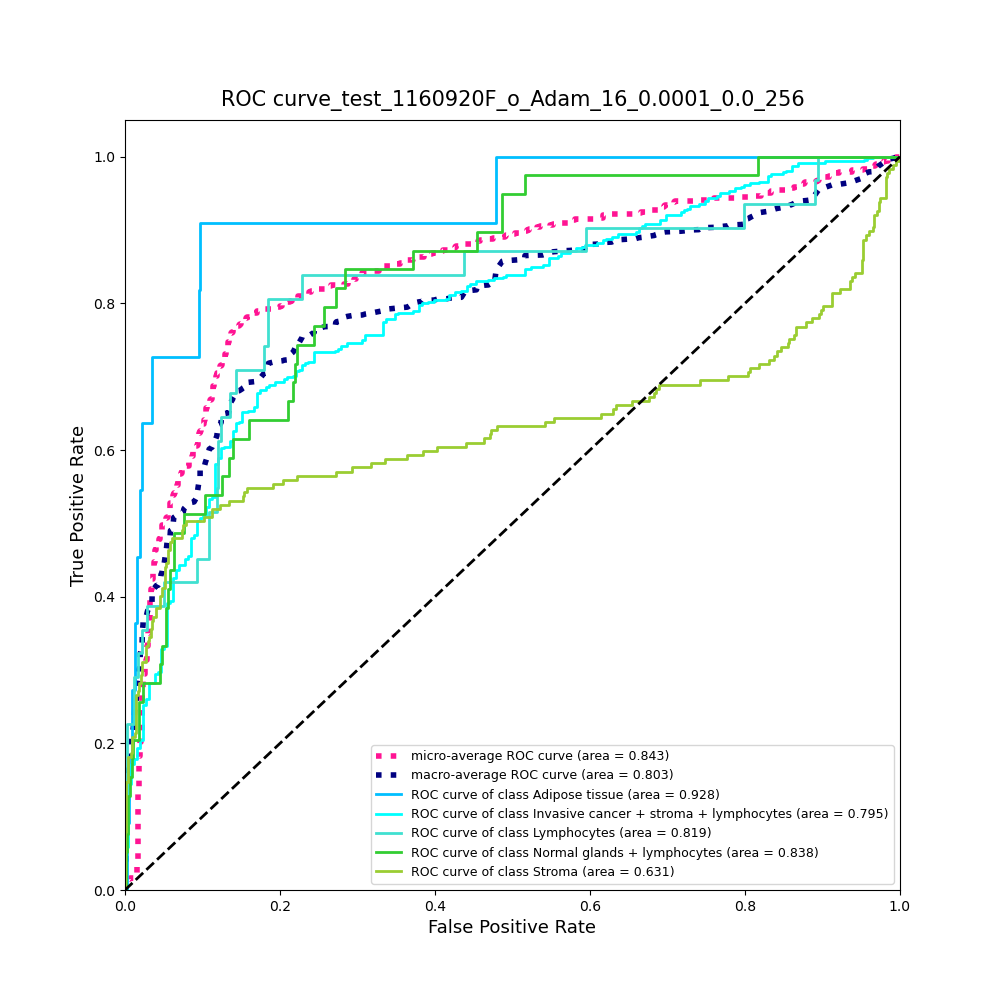 ROC curve_test_1160920F_o_Adam_16_0.0001_0.0_256
True Positive Rate
1.0
0.8
0.6
0.4
0.2
0.0
micro-average ROC curve (area = 0.843)
macro-average ROC curve (area = 0.803)
ROC curve of class Adipose tissue (area = 0.928)
ROC curve of class Invasive cancer + stroma + lymphocytes (area = 0.795)
ROC curve of class Lymphocytes (area = 0.819)
ROC curve of class Normal glands + lymphocytes (area = 0.838)
ROC curve of class Stroma (area = 0.631)
0.0 0.2 0.4 0.6 0.8 1.0
False Positive Rate